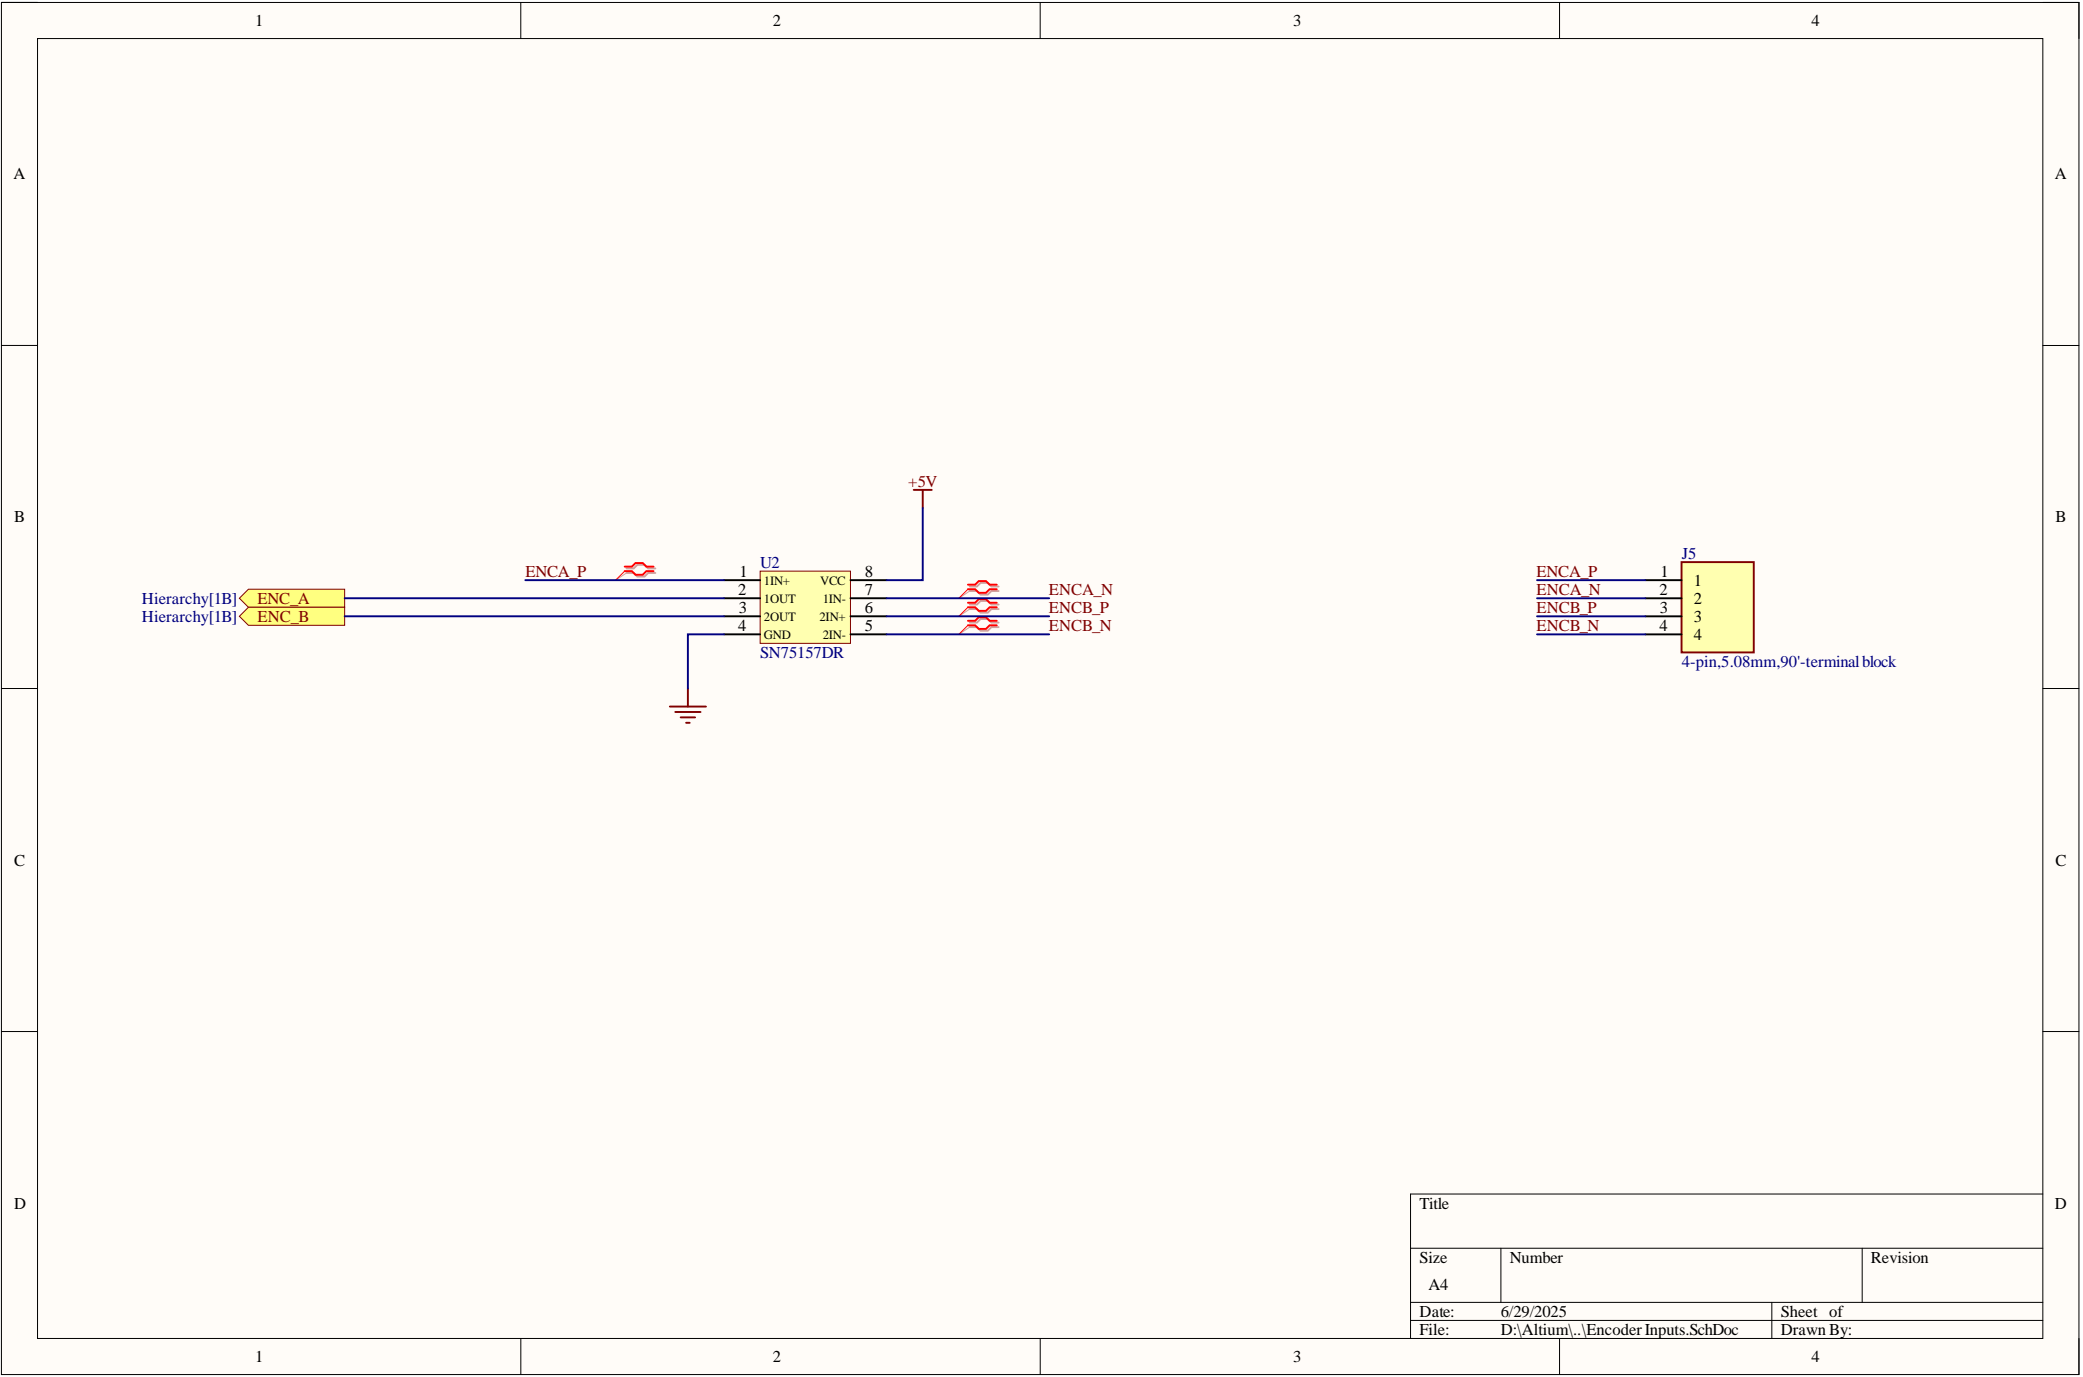 1 2 3 4
A A
+5V
B B
J5
U2
ENCA_P 1 1IN+ VCC 8 ENCA_P 1 1
Hierarchy[1B] ENC_A 2 1OUT 1IN- 7 ENCA_N ENCA_N 2 2
Hierarchy[1B] ENC_B 3 2OUT 2IN+ 6 ENCB_P ENCB_P 3 3
4 GND 2IN- 5 ENCB_N ENCB_N 4 4
SN75157DR
4-pin,5.08mm,90'-terminal block
C C
D D
Title
Size Number Revision
A4
Date: 6/29/2025 Sheet of
File: D:\Altium\..\Encoder Inputs.SchDoc Drawn By:
1 2 3 4